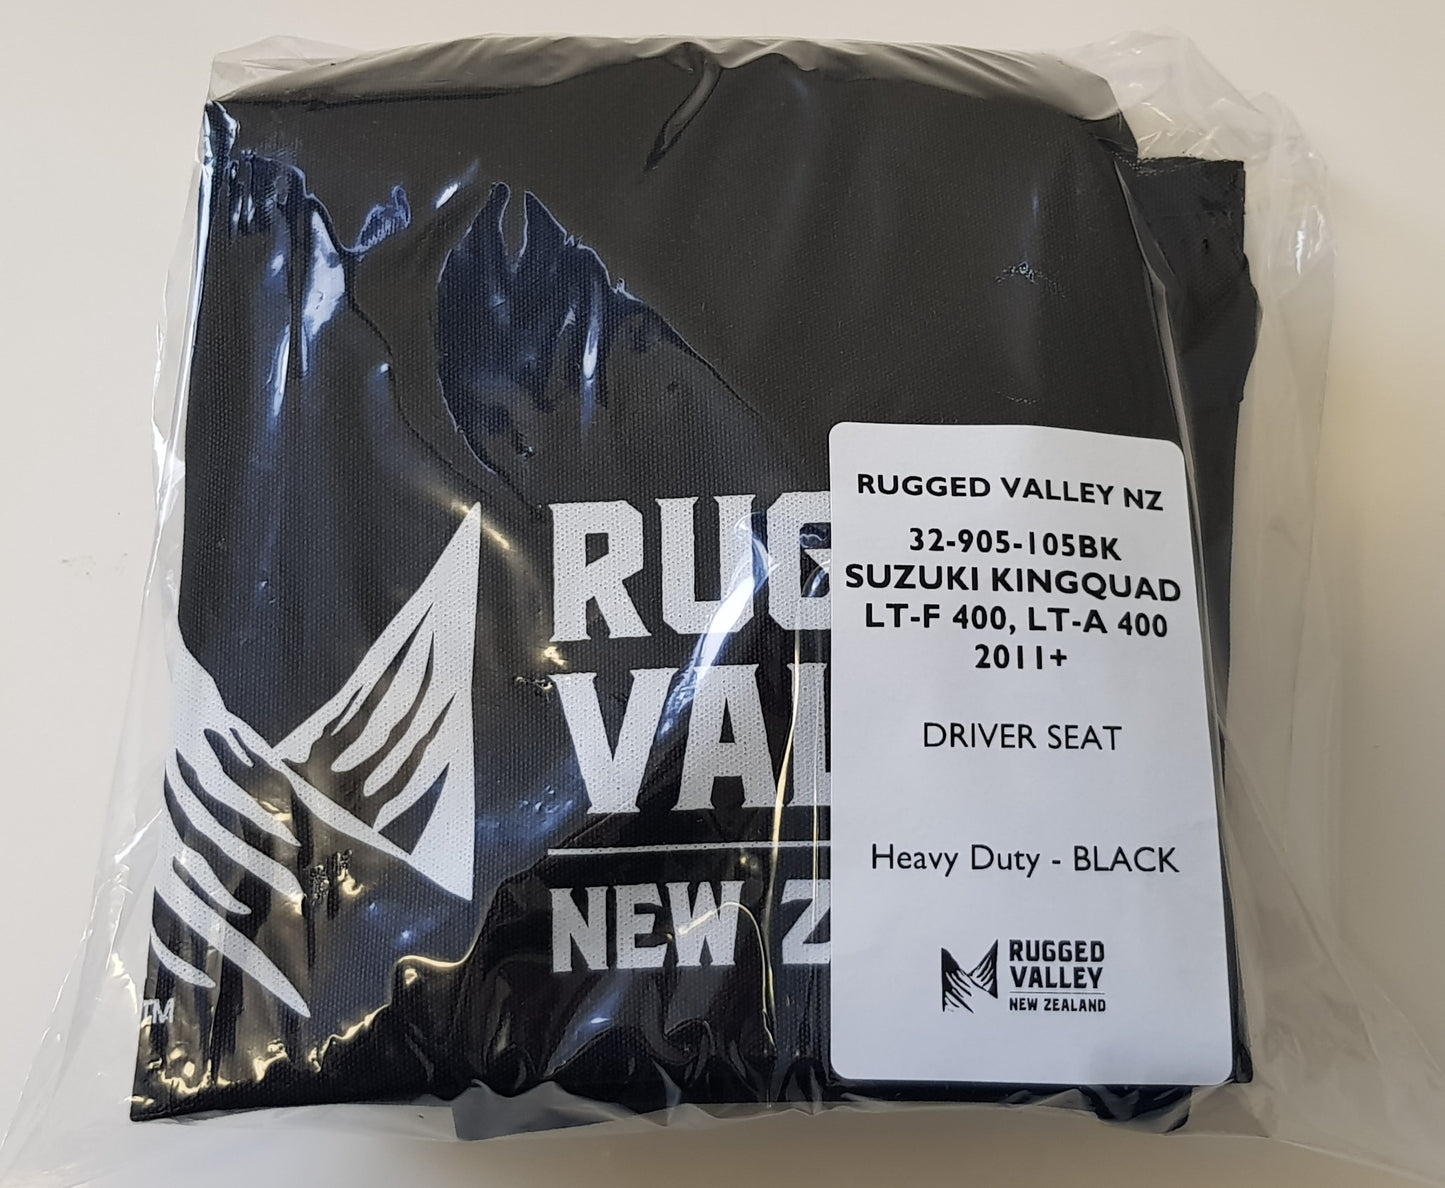 RUG
VAL
NEW Z
TM
RUGGED VALLEY NZ
32-905-105BK
SUZUKI KINGQUAD
LT-F 400, LT-A 400
2011+
DRIVER SEAT
Heavy Duty - BLACK
RUGGED
VALLEY
NEW ZEALAND